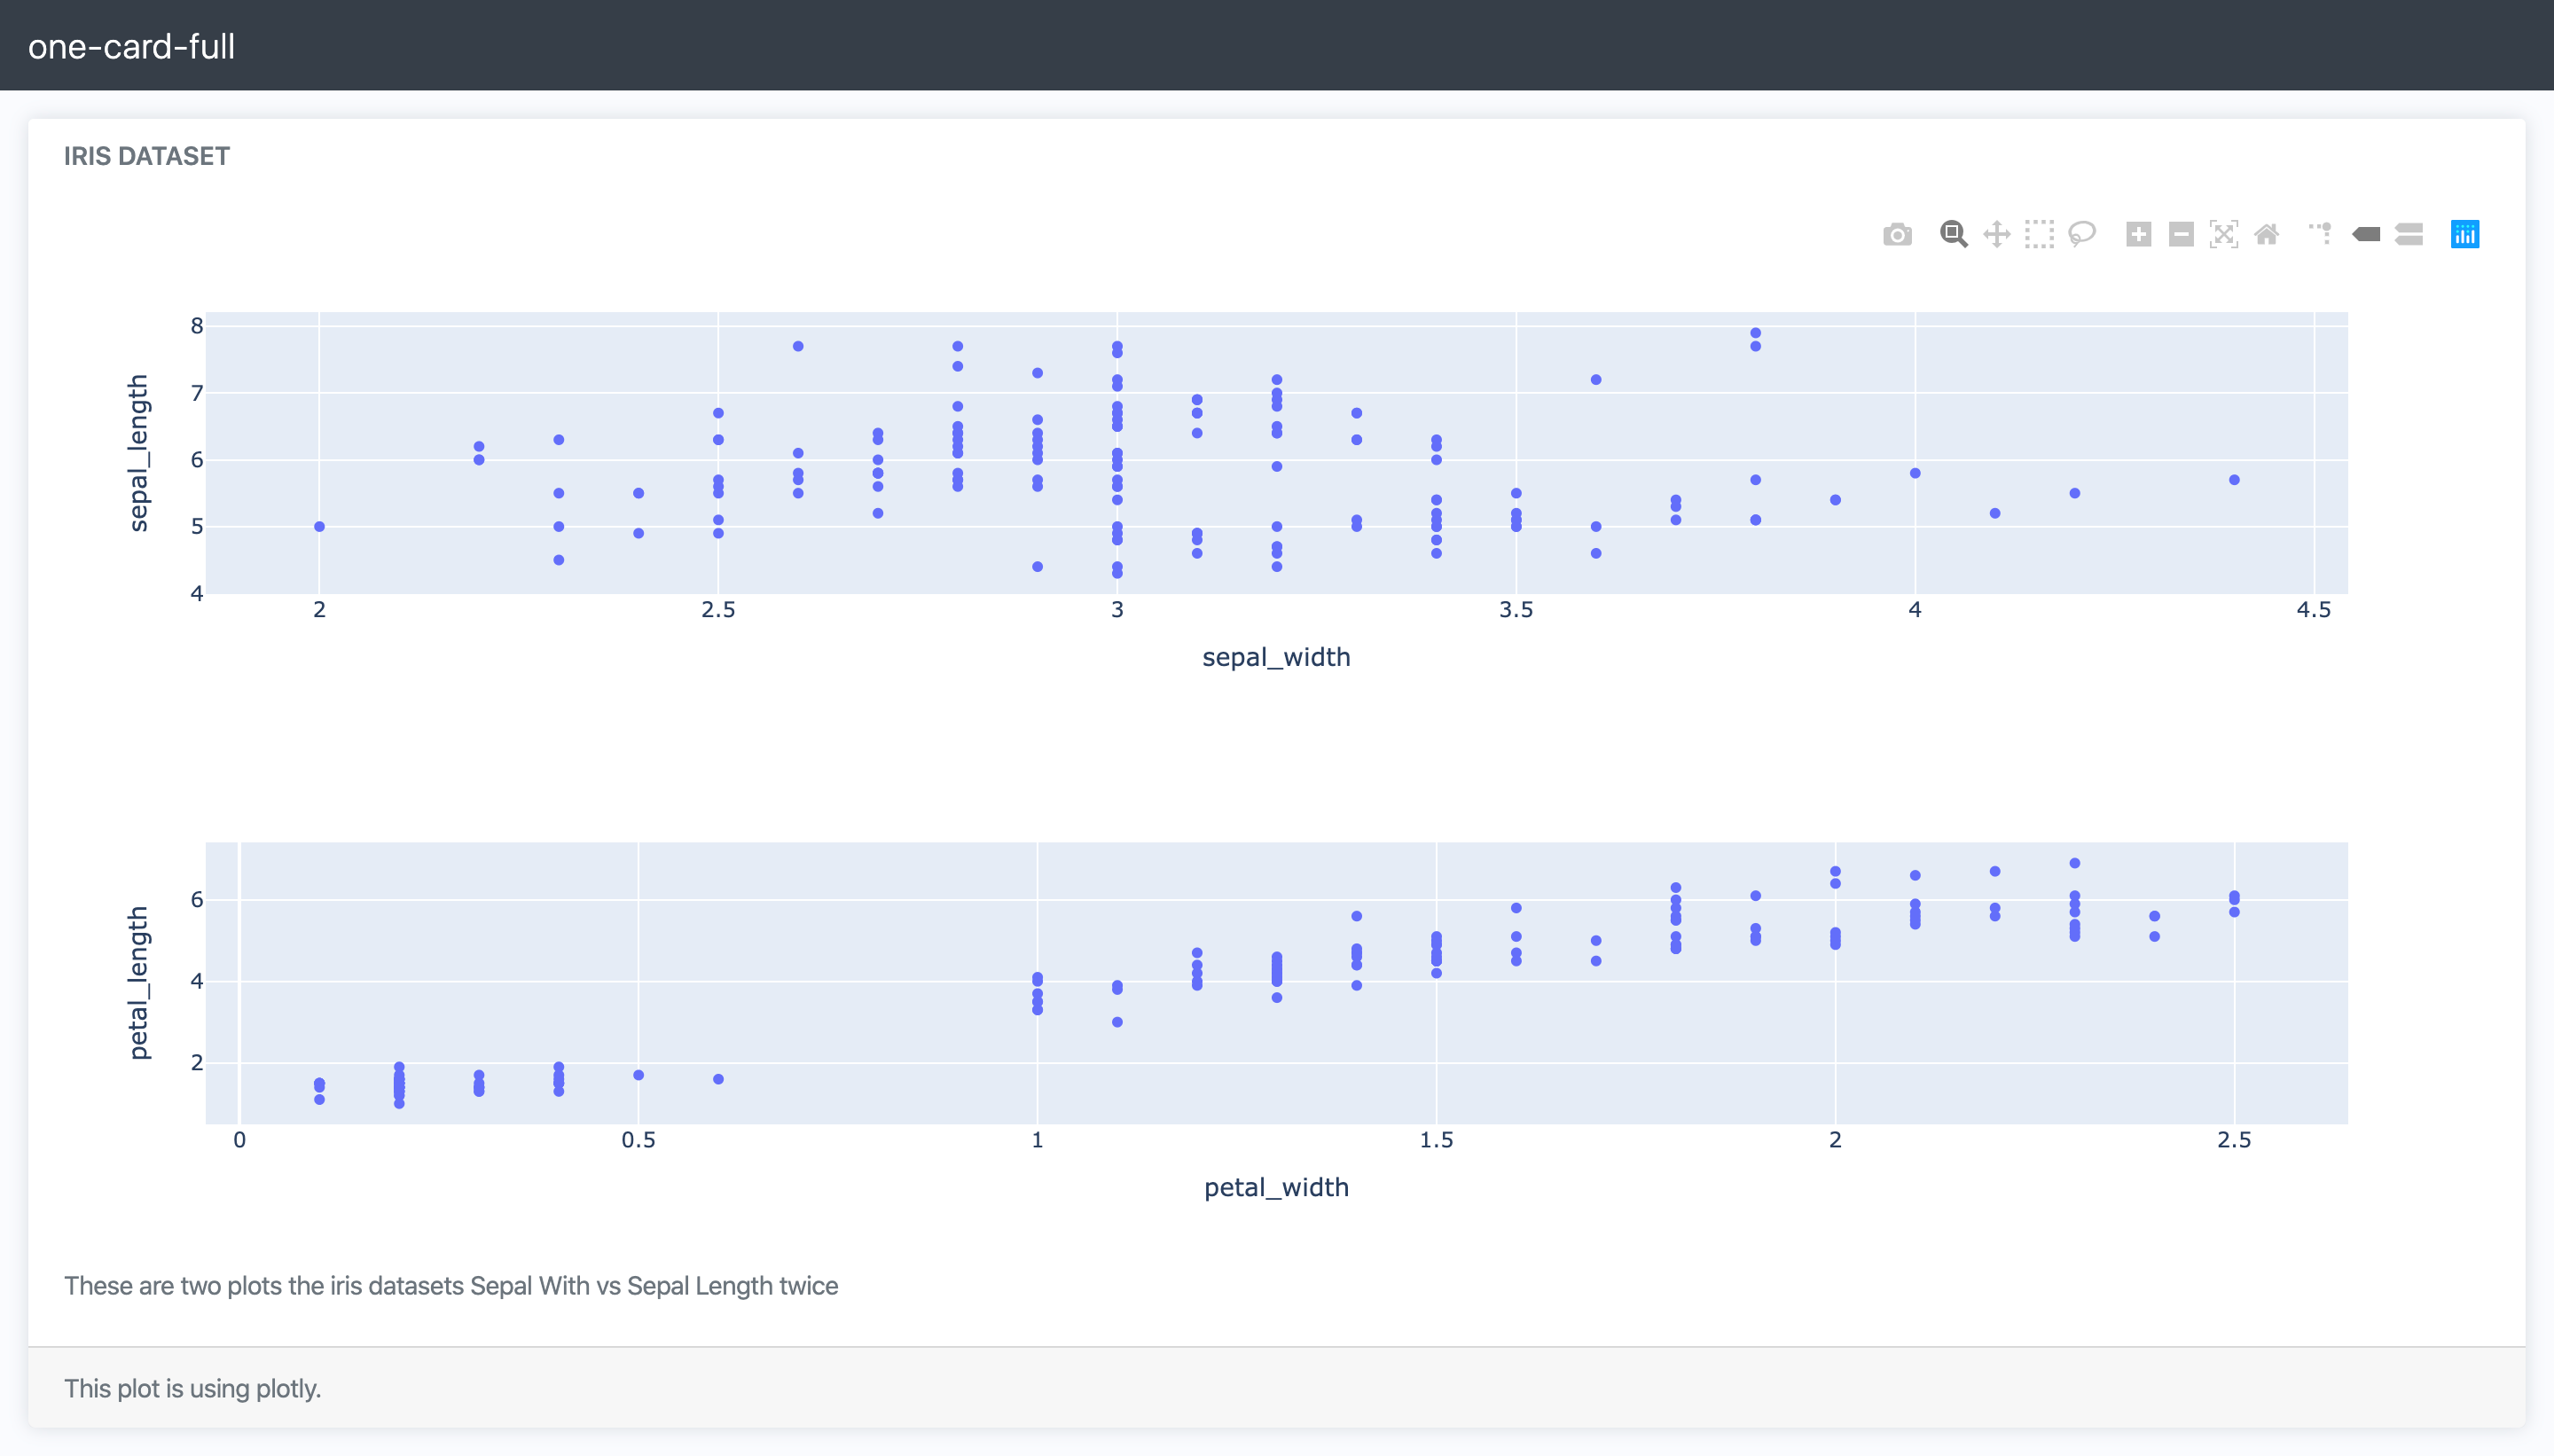 one-card-full
IRIS DATASET
8
7
6
5
4
sepal_length
2 2.5 3 3.5 4 4.5
sepal_width
6
4
2
petal_length
0 0.5 1 1.5 2 2.5
petal_width
These are two plots the iris datasets Sepal With vs Sepal Length twice
This plot is using plotly.